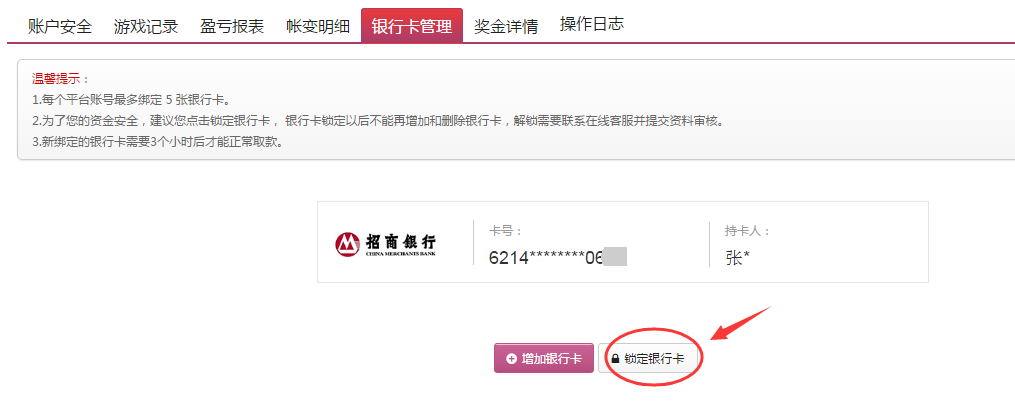 账户安全 游戏记录 盈亏报表 帐变明细 银行卡管理 奖金详情 操作日志
温馨提示：
1.每个平台账号最多绑定 5 张银行卡。
2.为了您的资金安全，建议您点击锁定银行卡， 银行卡锁定以后不能再增加和删除银行卡，解锁需要联系在线客服并提交资料审核。
3.新绑定的银行卡需要3个小时后才能正常取款。
招商银行
CHINA MERCHANTS BANK
卡号： 持卡人：
6214********06 张*
增加银行卡 锁定银行卡